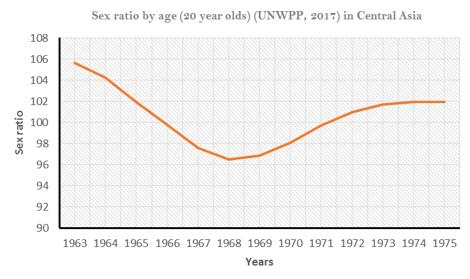 Sex ratio by age (20 year olds) (UNWPP, 2017) in Central Asia
108
106
104
102
100
98
96
94
92
90
Sex ratio
1963 1964 1965 1966 1967 1968 1969 1970 1971 1972 1973 1974 1975
Years